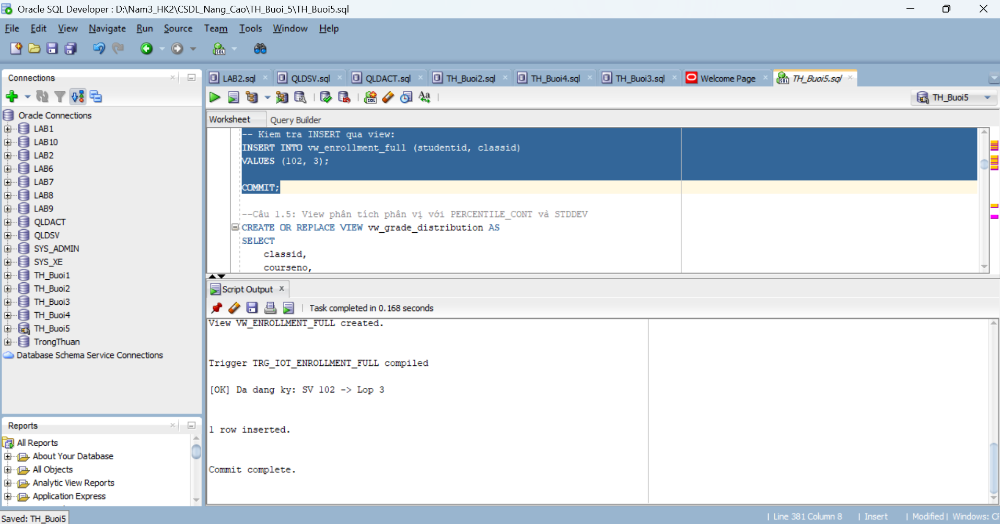 Oracle SQL Developer : D:\Nam3_HK2\CSDL_Nang_Cao\TH_Buoi_5\TH_Buoi5.sql
File Edit View Navigate Run Source Team Tools Window Help
Connections
Oracle Connections
LAB1
LAB10
LAB2
LAB6
LAB7
LAB8
LAB9
QLDACT
QLDSV
SYS_ADMIN
SYS_XE
TH_Buoi1
TH_Buoi2
TH_Buoi3
TH_Buoi4
TH_Buoi5
TrongThuan
Database Schema Service Connections
Reports
All Reports
About Your Database
All Objects
Analytic View Reports
Application Express
LAB2.sql QLDSV.sql QLDACT.sql TH_Buoi2.sql TH_Buoi4.sql TH_Buoi3.sql Welcome Page TH_Buoi5.sql
TH_Buoi5
Worksheet Query Builder
-- Kiem tra INSERT qua view:
INSERT INTO vw_enrollment_full (studentid, classid)
VALUES (102, 3);
COMMIT;
--Câu 1.5: View phân tích phân vị với PERCENTILE_CONT và STDDEV
CREATE OR REPLACE VIEW vw_grade_distribution AS
SELECT
classid,
courseno,
Script Output
Task completed in 0.168 seconds
View VW_ENROLLMENT_FULL created.
Trigger TRG_IOT_ENROLLMENT_FULL compiled
[OK] Da dang ky: SV 102 -> Lop 3
1 row inserted.
Commit complete.
Saved: TH_Buoi5
| Line 381 Column 8 | Insert | Modified | Windows: